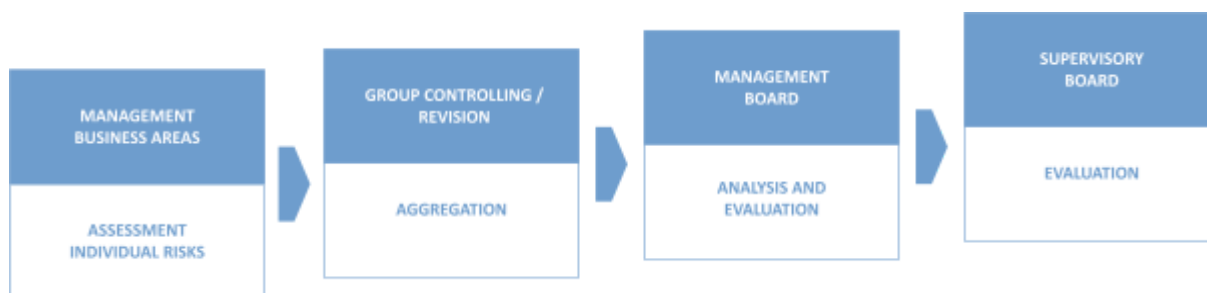 MANAGEMENT
BUSINESS AREAS
ASSESSMENT
INDIVIDUAL RISKS
GROUP CONTROLLING /
REVISION
AGGREGATION
MANAGEMENT
BOARD
ANALYSIS AND
EVALUATION
SUPERVISORY
BOARD
EVALUATION